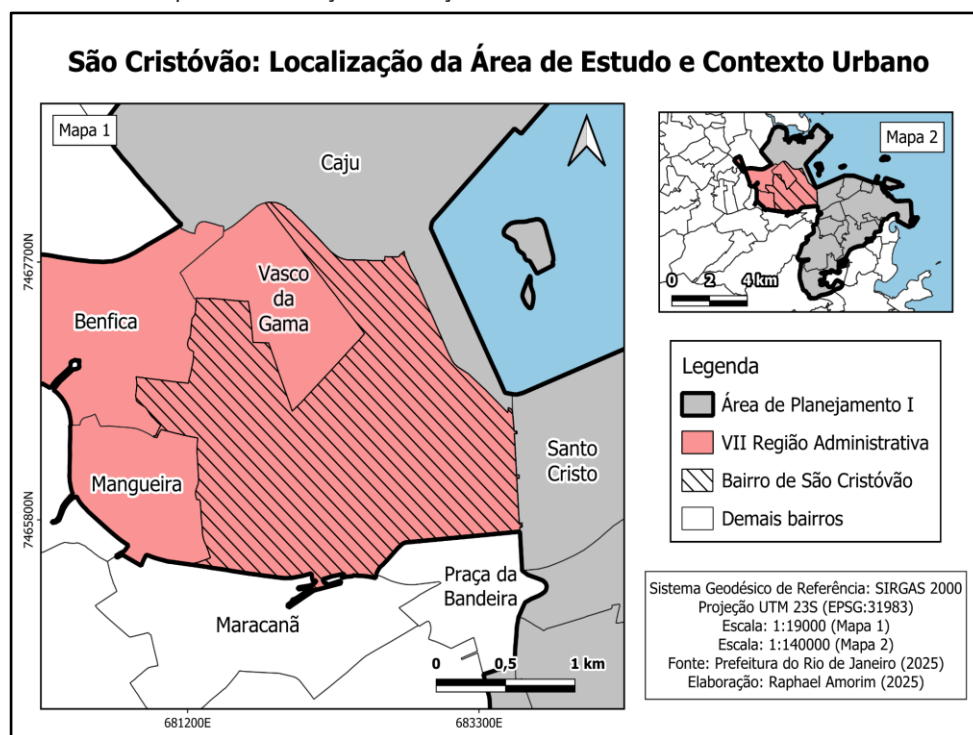 São Cristóvão: Localização da Área de Estudo e Contexto Urbano
Mapa 1
Caju
Vasco
da
Gama
Benfica
Mangueira
Santo
Cristo
Praça da
Bandeira
Maracanã
0 0,5 1 km
7467700N
7465800N
681200E
683300E
Mapa 2
0 2 4 km
Legenda
Área de Planejamento I
VII Região Administrativa
Bairro de São Cristóvão
Demais bairros
Sistema Geodésico de Referência: SIRGAS 2000
Projeção UTM 23S (EPSG:31983)
Escala: 1:19000 (Mapa 1)
Escala: 1:140000 (Mapa 2)
Fonte: Prefeitura do Rio de Janeiro (2025)
Elaboração: Raphael Amorim (2025)